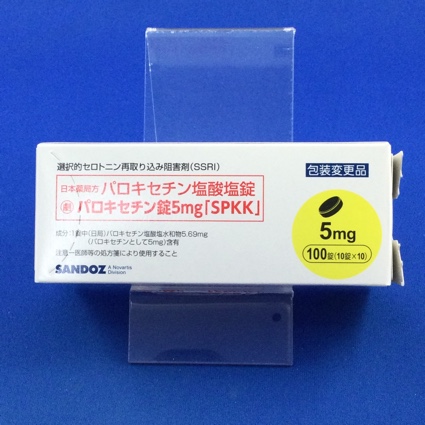 選択的セロトニン再取り込み阻害剤(SSRI)
包装変更品
日本薬局方 パロキセチン塩酸塩錠
劇 パロキセチン錠5mg「SPKK」
成分 1錠中(日局)パロキセチン塩酸塩水和物5.69mg
(パロキセチンとして5mg)含有
注意ー医師等の処方箋により使用すること
SANDOZ A Novartis
Division
5mg
100錠(10錠×10)